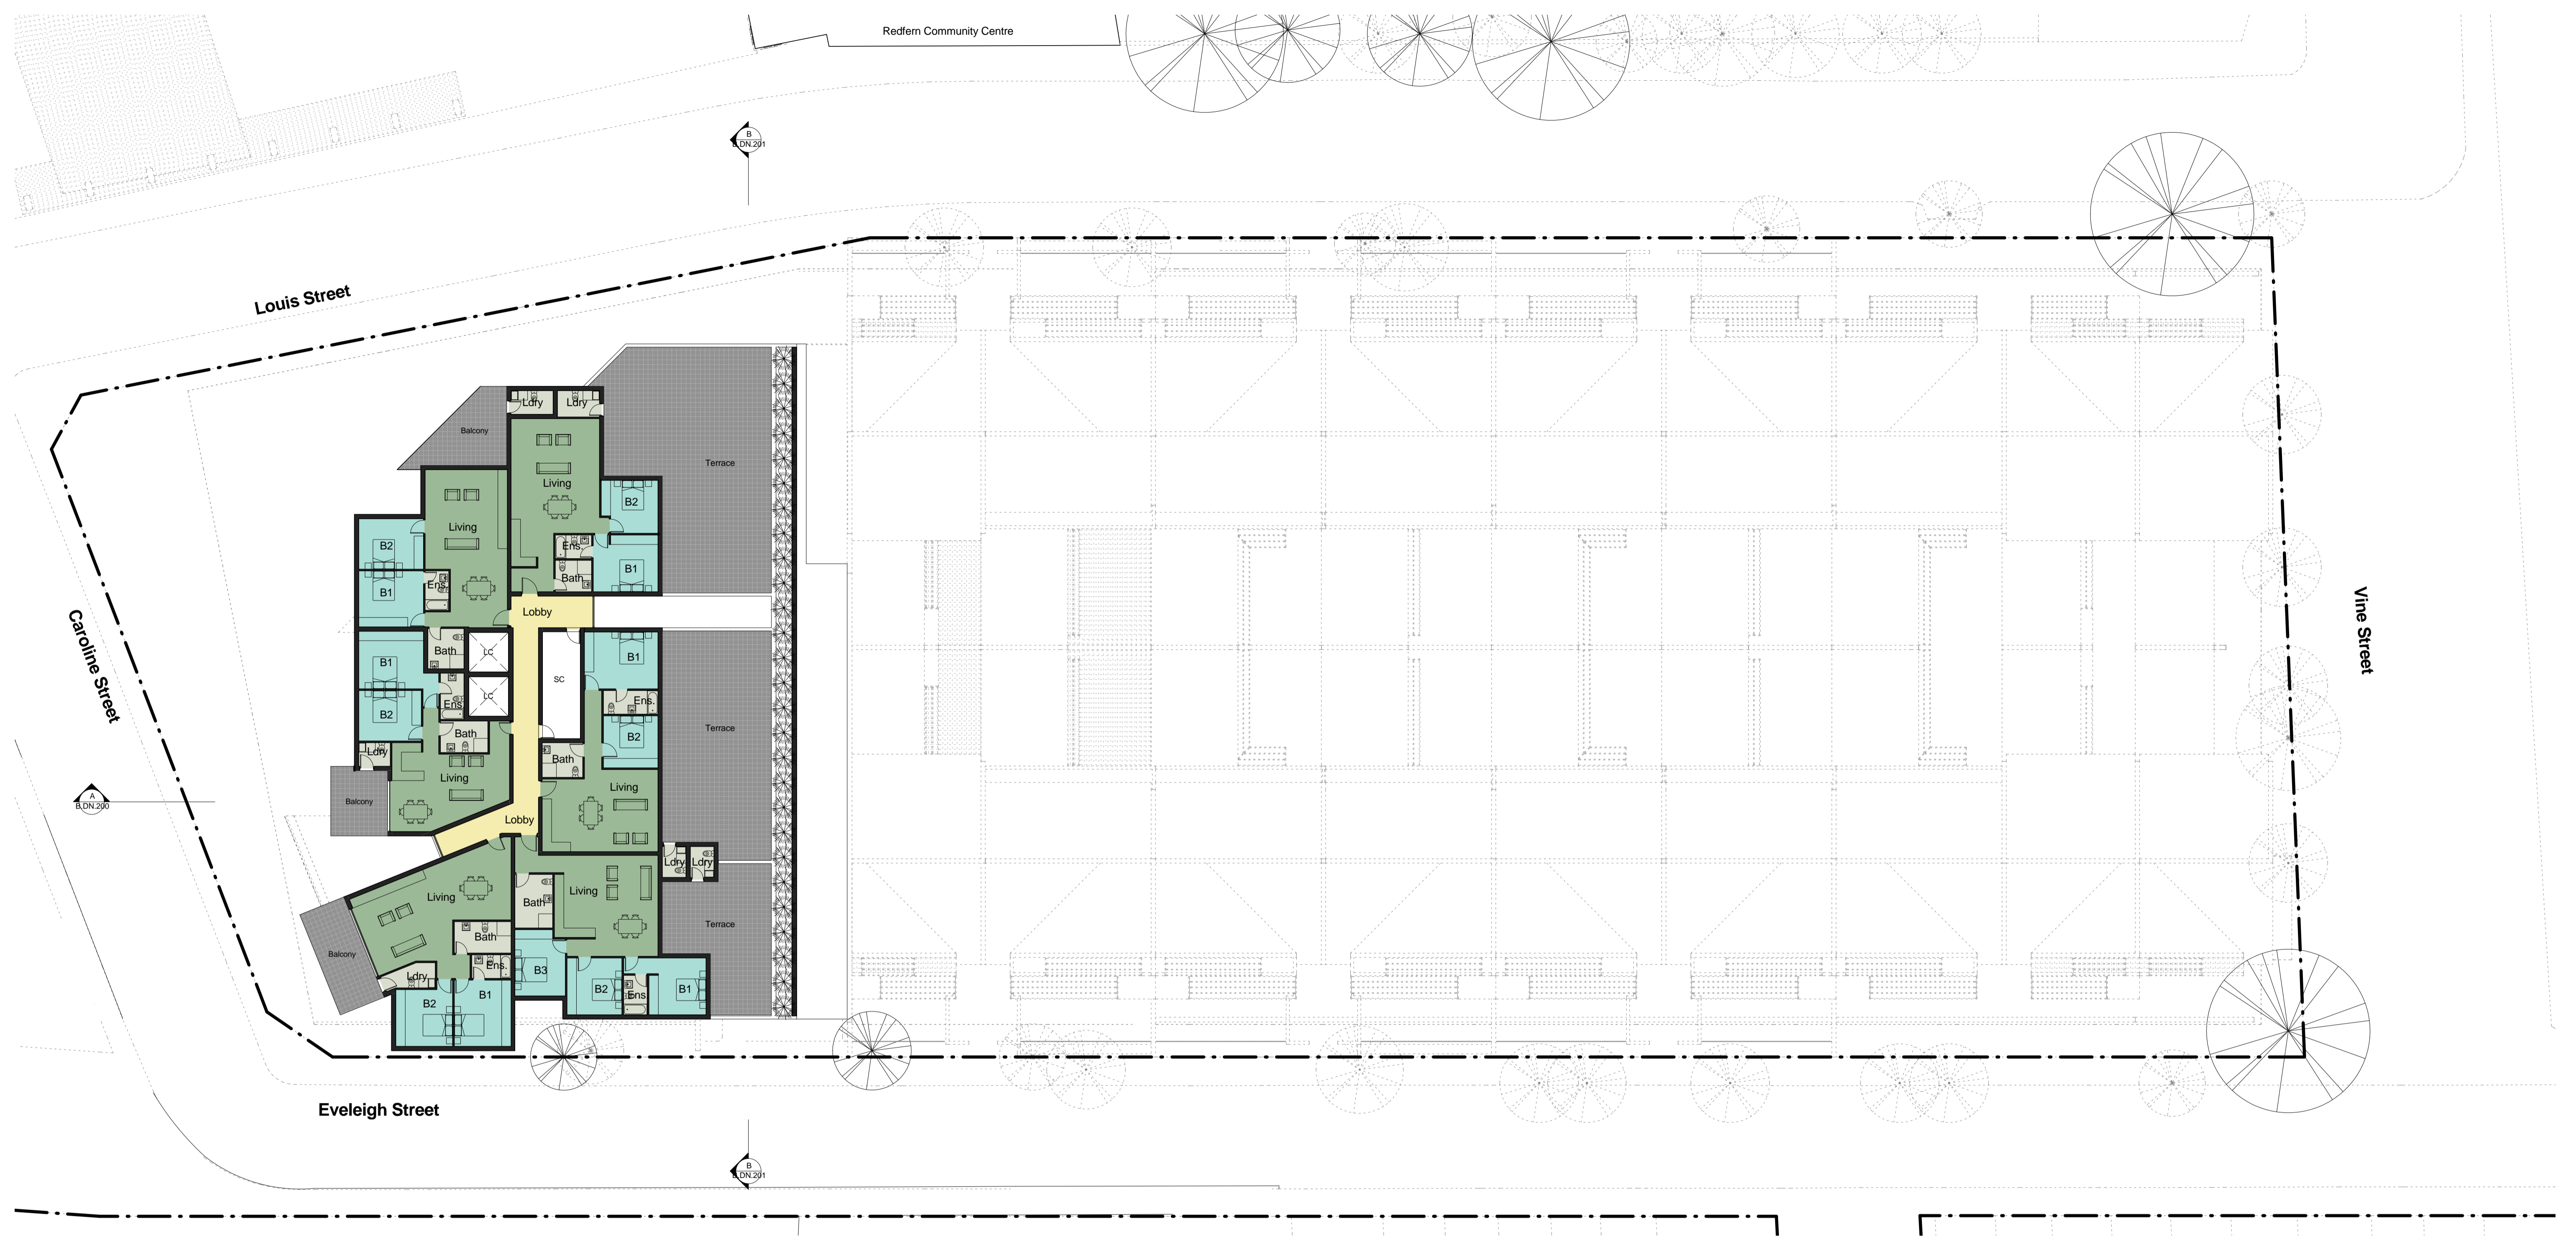 Redfern Community Centre
B
B.DN.201
Louis Street
Ldry
Ldry
Balcony
Terrace
Living
B2
Living
B2
Ens.
B1
Bath
Ens.
B1
Lobby
Bath
LC
B1
B1
SC
LC
Ens.
Ens
B2
Bath
B2
Ldry
Bath
Living
Living
Terrace
Balcony
Lobby
Caroline Street
Vine Street
A
B.DN.200
Ldry
Ldry
Living
Living
Bath
Terrace
Bath
Balcony
Ens.
B3
Ldry
B2
B1
B2
Ens
B1
Eveleigh Street
B
B.DN.201